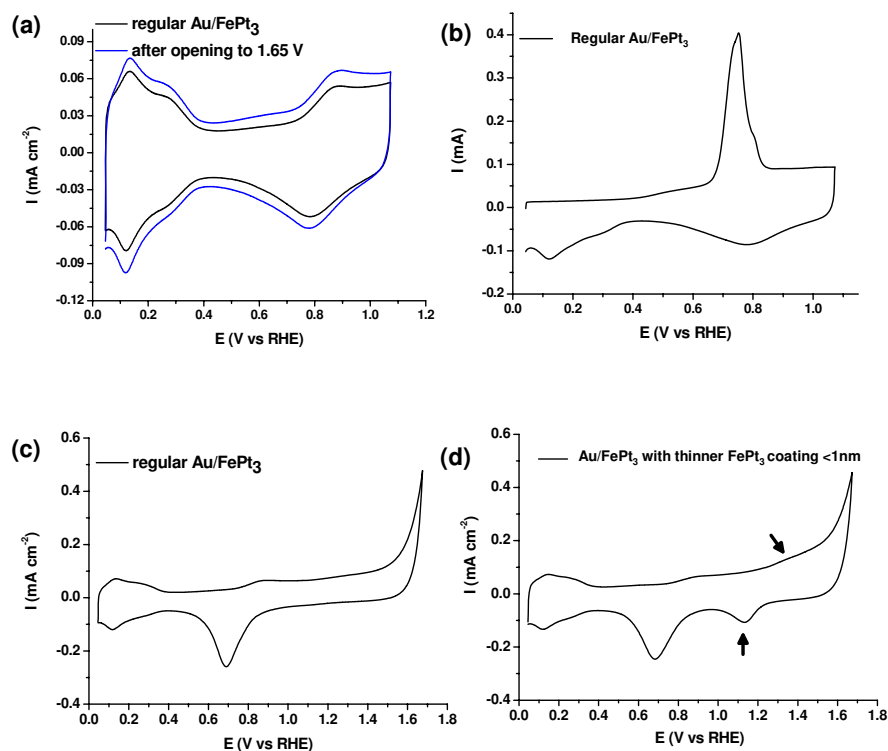 (a)
regular Au/FePt3
after opening to 1.65 V
0.09
0.06
0.03
0.00
-0.03
-0.06
-0.09
-0.12
I (mA cm-2)
0.0 0.2 0.4 0.6 0.8 1.0 1.2
E (V vs RHE)
(b)
Regular Au/FePt3
0.4
0.3
0.2
0.1
0.0
-0.1
-0.2
I (mA)
0.0 0.2 0.4 0.6 0.8 1.0
E (V vs RHE)
(c)
regular Au/FePt3
0.6
0.4
0.2
0.0
-0.2
-0.4
I (mA cm-2)
0.0 0.2 0.4 0.6 0.8 1.0 1.2 1.4 1.6 1.8
E (V vs RHE)
(d)
Au/FePt3 with thinner FePt3 coating <1nm
0.6
0.4
0.2
0.0
-0.2
-0.4
I (mA cm-2)
0.0 0.2 0.4 0.6 0.8 1.0 1.2 1.4 1.6 1.8
E (V vs RHE)